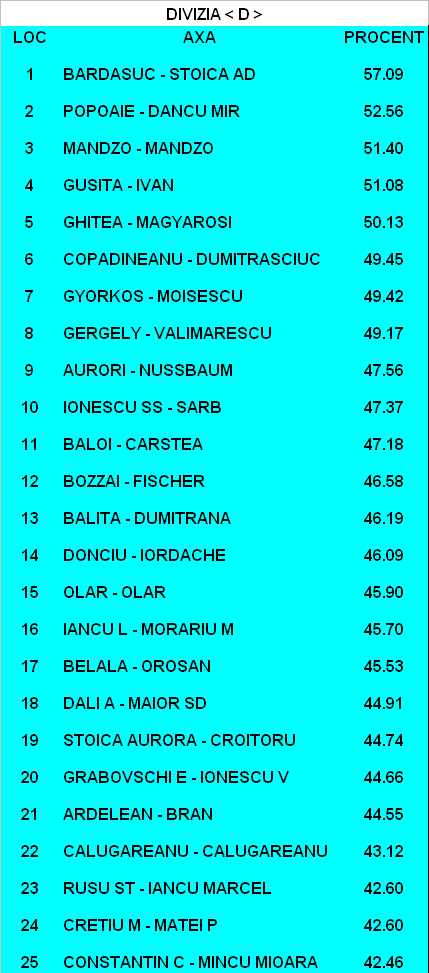 DIVIZIA < D >
LOC AXA PROCENT
1 BARDASUC - STOICA AD 57.09
2 POPOAIE - DANCU MIR 52.56
3 MANDZO - MANDZO 51.40
4 GUSITA - IVAN 51.08
5 GHITEA - MAGYAROSI 50.13
6 COPADINEANU - DUMITRASCIUC 49.45
7 GYORKOS - MOISESCU 49.42
8 GERGELY - VALIMARESCU 49.17
9 AURORI - NUSSBAUM 47.56
10 IONESCU SS - SARB 47.37
11 BALOI - CARSTEA 47.18
12 BOZZAI - FISCHER 46.58
13 BALITA - DUMITRANA 46.19
14 DONCIU - IORDACHE 46.09
15 OLAR - OLAR 45.90
16 IANCU L - MORARIU M 45.70
17 BELALA - OROSAN 45.53
18 DALI A - MAIOR SD 44.91
19 STOICA AURORA - CROITORU 44.74
20 GRABOVSCHI E - IONESCU V 44.66
21 ARDELEAN - BRAN 44.55
22 CALUGAREANU - CALUGAREANU 43.12
23 RUSU ST - IANCU MARCEL 42.60
24 CRETIU M - MATEI P 42.60
25 CONSTANTIN C - MINCU MIOARA 42.46